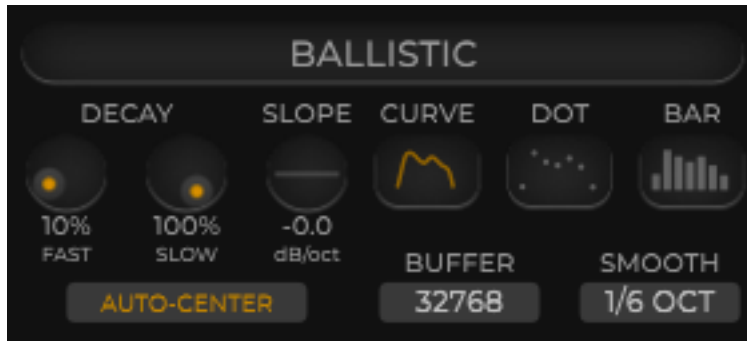 BALLISTIC
DECAY SLOPE CURVE DOT BAR
10% 100% -0.0
FAST SLOW dB/oct
BUFFER SMOOTH
AUTO-CENTER 32768 1/6 OCT